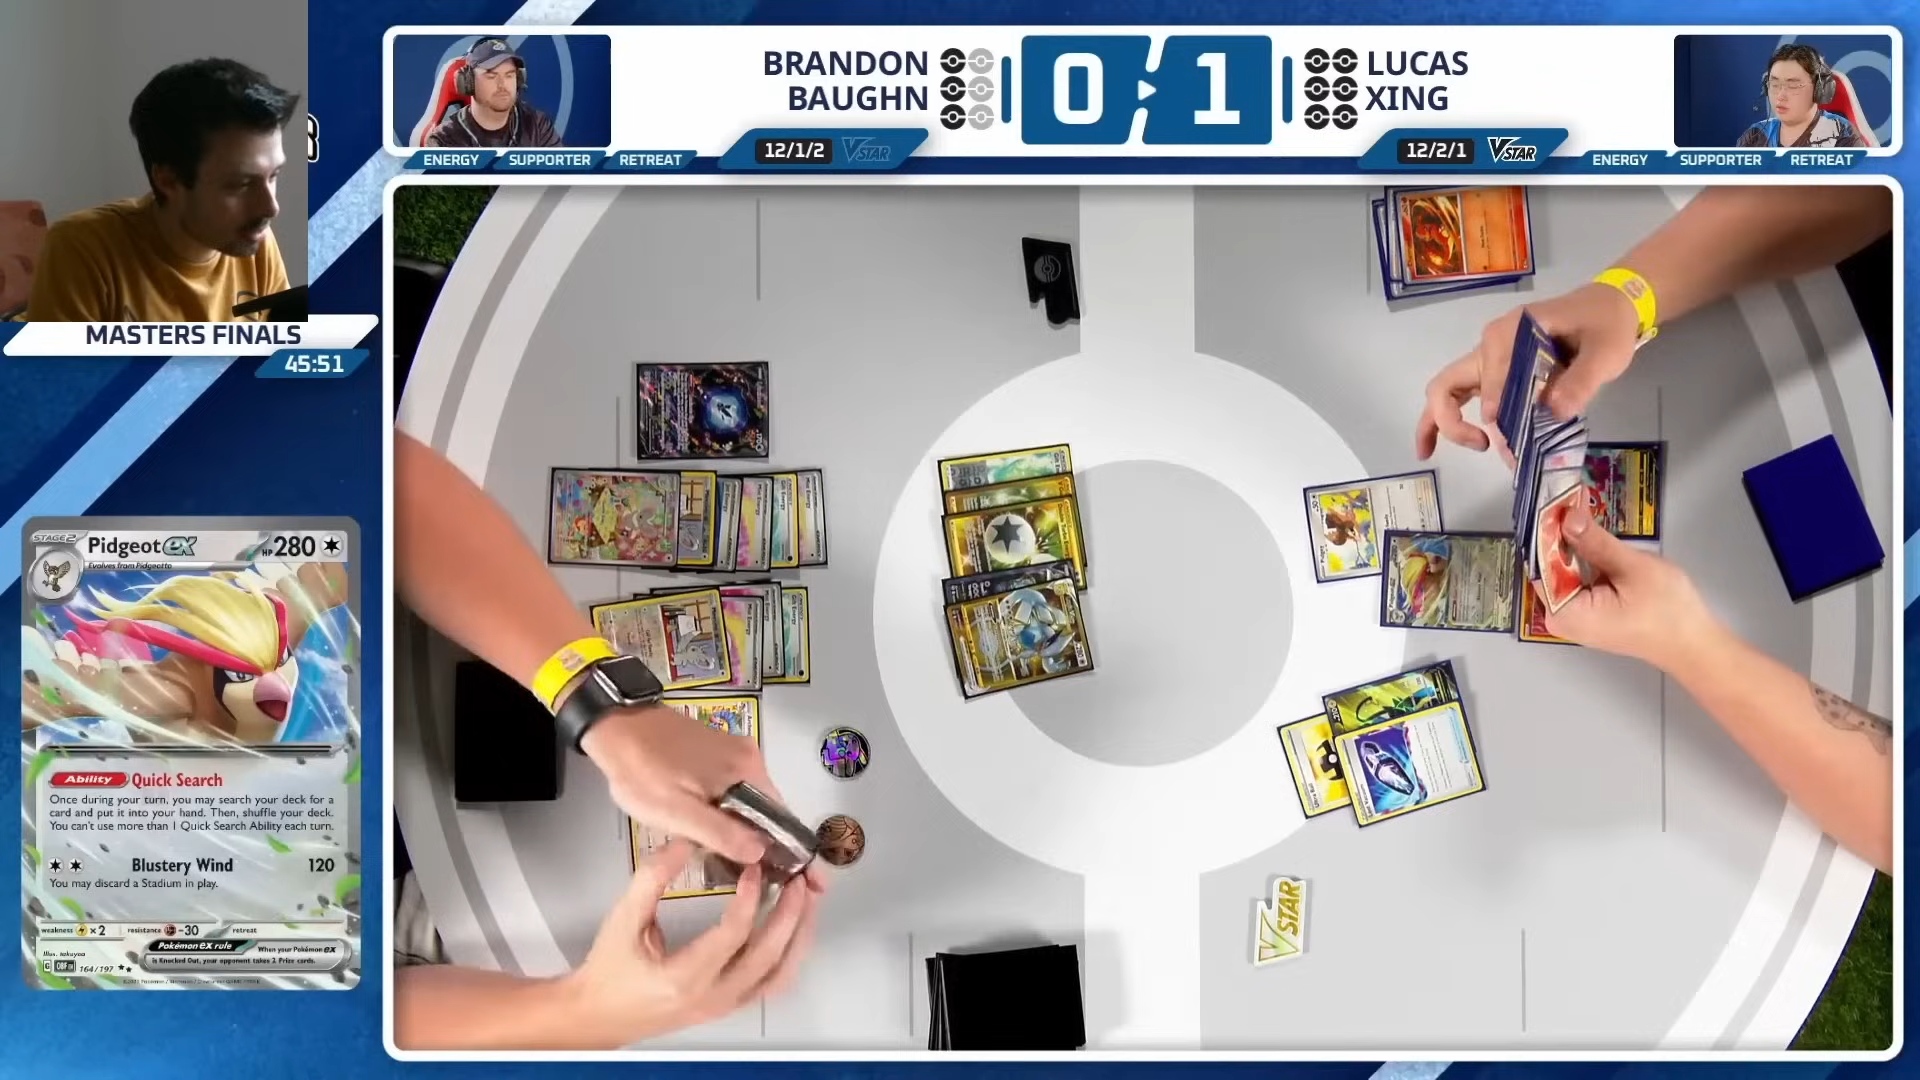 BRANDON
BAUGHN
0
1
LUCAS
XING
12/1/2
VSTAR
12/2/1
VSTAR
ENERGY
SUPPORTER
RETREAT
ENERGY
SUPPORTER
RETREAT
R
MASTERS FINALS
45:51
STAGE 2
Pidgeot ex
HP 280
Evolves from Pidgeotto
Ability Quick Search
Once during your turn, you may search your deck for a
card and put it into your hand. Then, shuffle your deck.
You can't use more than 1 Quick Search Ability each turn.
Blustery Wind 120
You may discard a Stadium in play.
weakness ×2 resistance -30 retreat
Pokémon ex rule
When your Pokémon ex
is Knocked Out, your opponent takes 2 Prize cards.
164/197
VSTAR